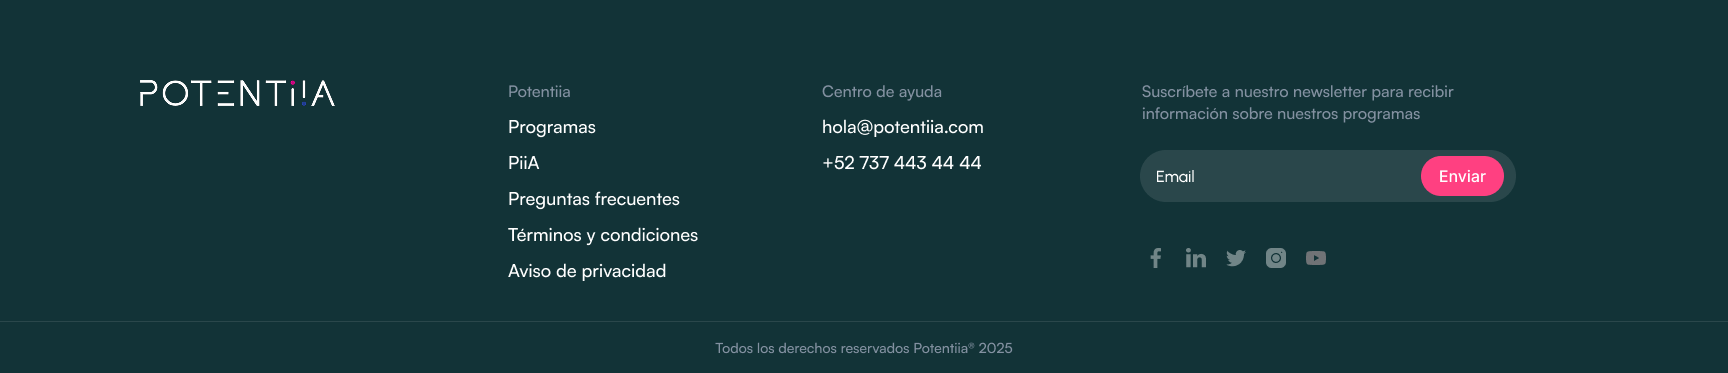 POTENTiiA
Potentiia
Programas
PiiA
Preguntas frecuentes
Términos y condiciones
Aviso de privacidad
Centro de ayuda
hola@potentiia.com
+52 737 443 44 44
Suscríbete a nuestro newsletter para recibir
información sobre nuestros programas
Email
Enviar
Todos los derechos reservados Potentiia® 2025